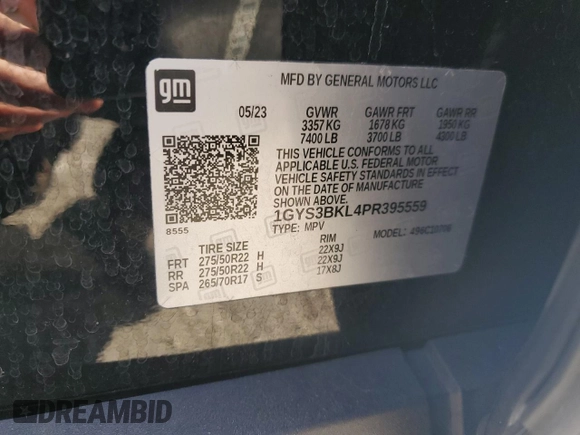 gm
MFD BY GENERAL MOTORS LLC
05/23 GVWR GAWR FRT GAWR RR
3357 KG 1678 KG 1950 KG
7400 LB 3700 LB 4300 LB
THIS VEHICLE CONFORMS TO ALL
APPLICABLE U.S. FEDERAL MOTOR
VEHICLE SAFETY STANDARDS IN EFFECT
ON THE DATE OF MANUFACTURE
1GYS3BKL4PR395559
8555
TYPE: MPV MODEL:
TIRE SIZE RIM
FRT 275/50R22 H 22X9J
RR 275/50R22 H 22X9J
SPA 265/70R17 S 17X8J
DREAMBID